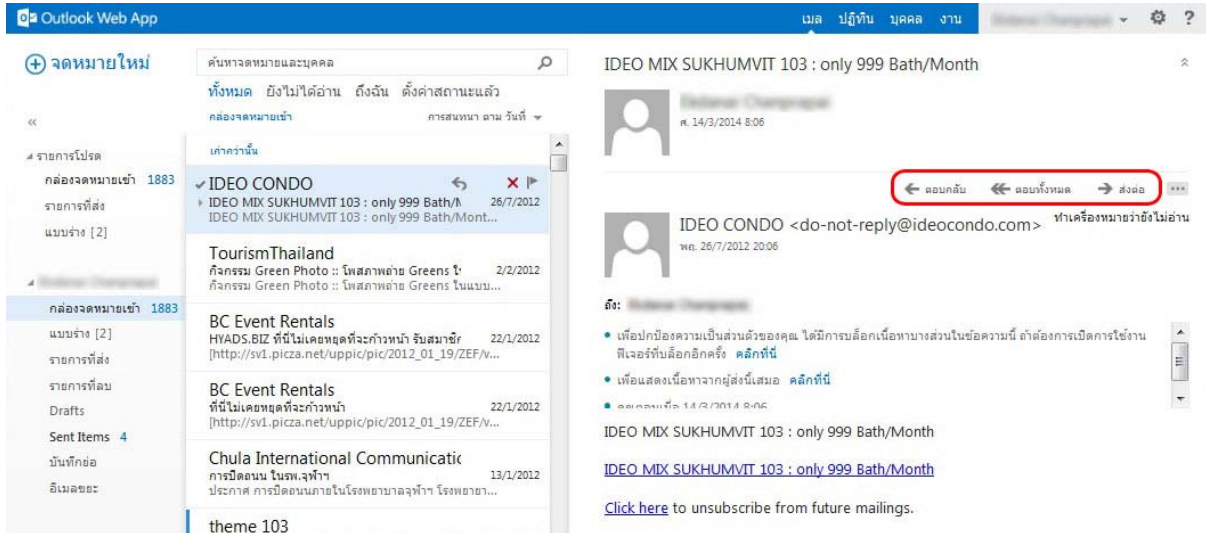 Outlook Web App
เมล ปฏิทิน บุคคล งาน
?
จดหมายใหม่
«
รายการโปรด
กล่องจดหมายเข้า 1883
รายการที่ส่ง
แบบร่าง [2]
กล่องจดหมายเข้า 1883
แบบร่าง [2]
รายการที่ส่ง
รายการที่ลบ
Drafts
Sent Items 4
บันทึกย่อ
อีเมลขยะ
ค้นหาจดหมายและบุคคล
ทั้งหมด ยังไม่ได้อ่าน ถึงฉัน ตั้งค่าสถานะแล้ว
กล่องจดหมายเข้า การสนทนา ตาม วันที่
เก่ากว่านั้น
IDEO CONDO
IDEO MIX SUKHUMVIT 103 : only 999 Bath/M 26/7/2012
IDEO MIX SUKHUMVIT 103 : only 999 Bath/Mont...
TourismThailand
กิจกรรม Green Photo :: โพสภาพถ่าย Greens ใ 2/2/2012
กิจกรรม Green Photo :: โพสภาพถ่าย Greens ในแบบ...
BC Event Rentals
HYADS.BIZ ที่นี่ไม่เคยหยุดที่จะก้าวหน้า รับสมาชิก 22/1/2012
[http://sv1.picza.net/uppic/pic/2012_01_19/ZEF/v...
BC Event Rentals
ที่นี่ไม่เคยหยุดที่จะก้าวหน้า 22/1/2012
[http://sv1.picza.net/uppic/pic/2012_01_19/ZEF/v...
Chula International Communicatic
การปิดถนน ในรพ.จุฬาฯ 13/1/2012
ประกาศ การปิดถนนภายในโรงพยาบาลจุฬาฯ โรงพยายา...
theme 103
IDEO MIX SUKHUMVIT 103 : only 999 Bath/Month
ศ. 14/3/2014 8:06
ตอบกลับ ตอบทั้งหมด ส่งต่อ ...
IDEO CONDO <do-not-reply@ideocondo.com>
ทำเครื่องหมายว่ายังไม่อ่าน
พฤ. 26/7/2012 20:06
ถึง:
เพื่อปกป้องความเป็นส่วนตัวของคุณ ได้มีการบล็อกเนื้อหาบางส่วนในข้อความนี้ ถ้าต้องการเปิดการใช้งาน
ฟีเจอร์ที่บล็อกอีกครั้ง คลิกที่นี่
เพื่อแสดงเนื้อหาจากผู้ส่งนี้เสมอ คลิกที่นี่
14/3/2014 8:06
IDEO MIX SUKHUMVIT 103 : only 999 Bath/Month
IDEO MIX SUKHUMVIT 103 : only 999 Bath/Month
Click here to unsubscribe from future mailings.